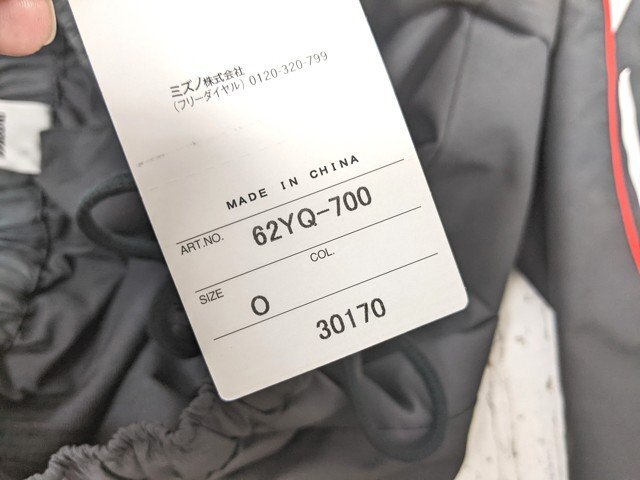 ミズノ株式会社
(フリーダイヤル) 0120-320-799
MADE IN CHINA
ART.NO. 62YQ-700
SIZE O COL.
30170